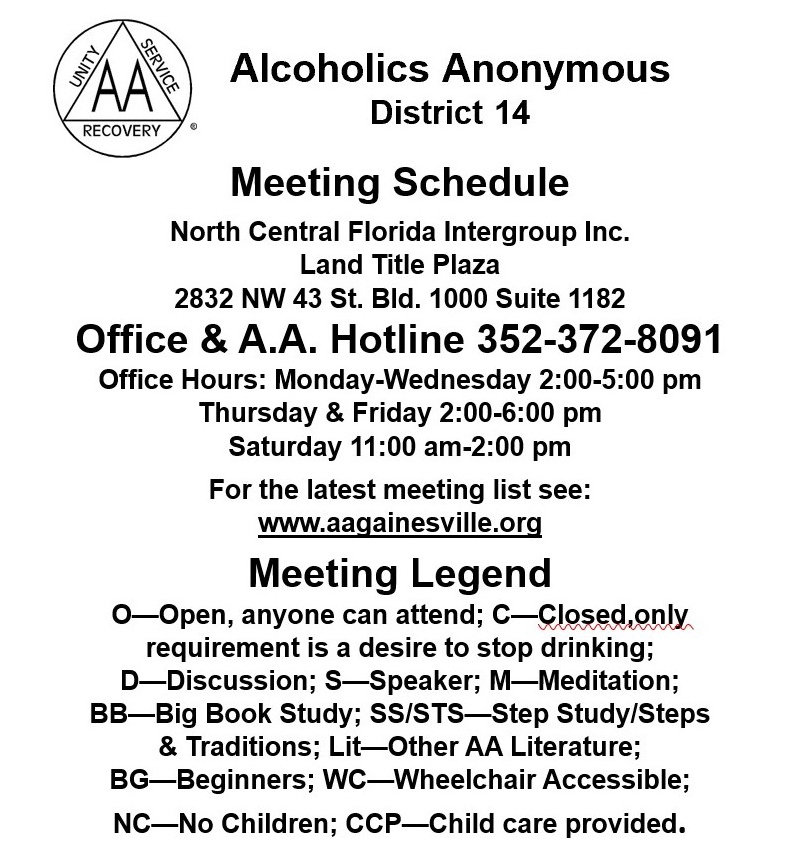 UNITY
SERVICE
AA
RECOVERY
®
Alcoholics Anonymous
District 14
Meeting Schedule
North Central Florida Intergroup Inc.
Land Title Plaza
2832 NW 43 St. Bld. 1000 Suite 1182
Office & A.A. Hotline 352-372-8091
Office Hours: Monday-Wednesday 2:00-5:00 pm
Thursday & Friday 2:00-6:00 pm
Saturday 11:00 am-2:00 pm
For the latest meeting list see:
www.aagainesville.org
Meeting Legend
O—Open, anyone can attend; C—Closed,only
requirement is a desire to stop drinking;
D—Discussion; S—Speaker; M—Meditation;
BB—Big Book Study; SS/STS—Step Study/Steps
& Traditions; Lit—Other AA Literature;
BG—Beginners; WC—Wheelchair Accessible;
NC—No Children; CCP—Child care provided.